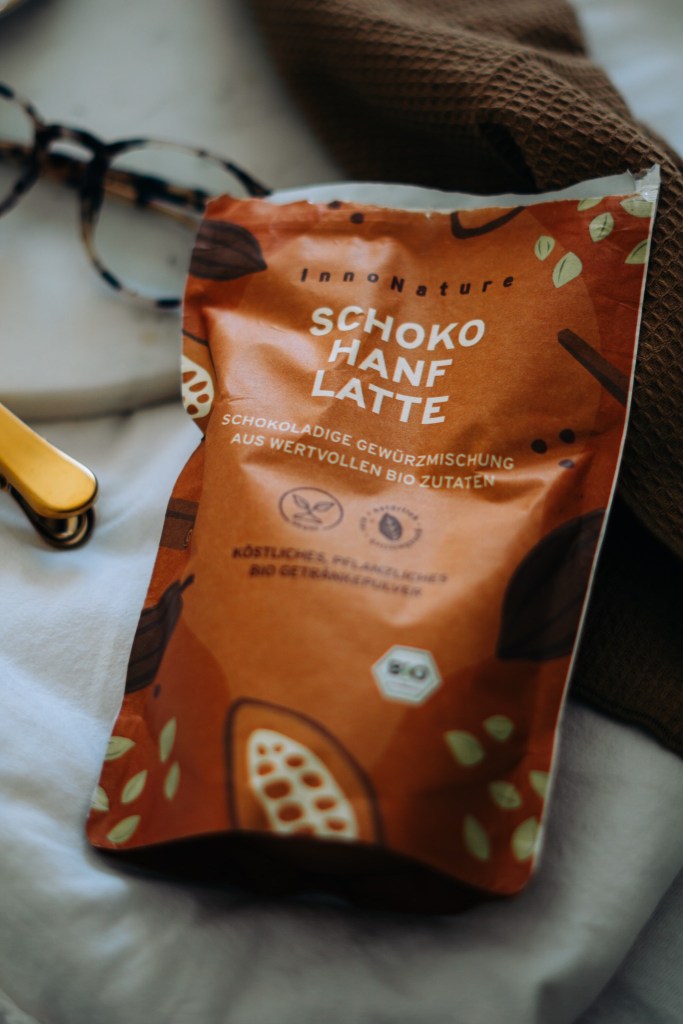 InnoNature
SCHOKO
HANF
LATTE
SCHOKOLADIGE GEWÜRZMISCHUNG
AUS WERTVOLLEN BIO ZUTATEN
KÖSTLICHES, PFLANZLICHES
BIO GETRÄNKEPULVER
BIO